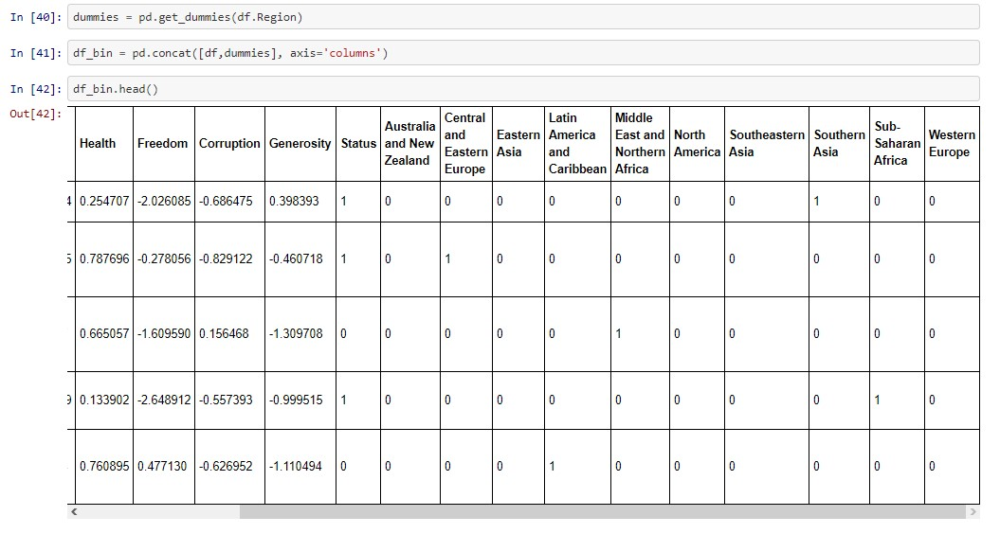 In [40]: dummies = pd.get_dummies(df.Region)
In [41]: df_bin = pd.concat([df,dummies], axis='columns')
In [42]: df_bin.head()
Out[42]:
Health Freedom Corruption Generosity Status Australia and New Zealand Central and Eastern Europe Eastern Asia Latin America and Caribbean Middle East and Northern Africa North America Southeastern Asia Southern Asia Sub-Saharan Africa Western Europe
4 0.254707 -2.026085 -0.686475 0.398393 1 0 0 0 0 0 0 0 1 0 0
5 0.787696 -0.278056 -0.829122 -0.460718 1 0 1 0 0 0 0 0 0 0 0
0.665057 -1.609590 0.156468 -1.309708 0 0 0 0 0 1 0 0 0 0 0
9 0.133902 -2.648912 -0.557393 -0.999515 1 0 0 0 0 0 0 0 0 1 0
0.760895 0.477130 -0.626952 -1.110494 0 0 0 0 1 0 0 0 0 0 0